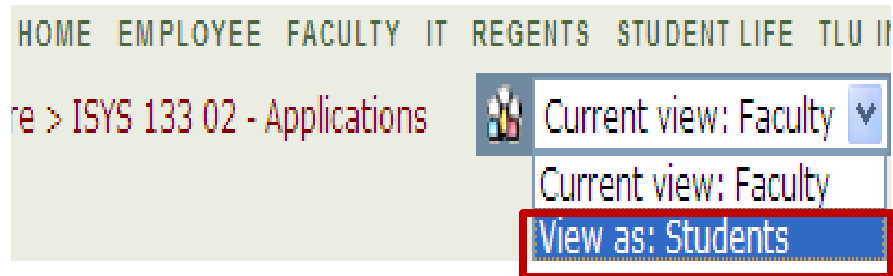 HOME EMPLOYEE FACULTY IT REGENTS STUDENT LIFE TLU
re > ISYS 133 02 - Applications
Current view: Faculty
Current view: Faculty
View as: Students